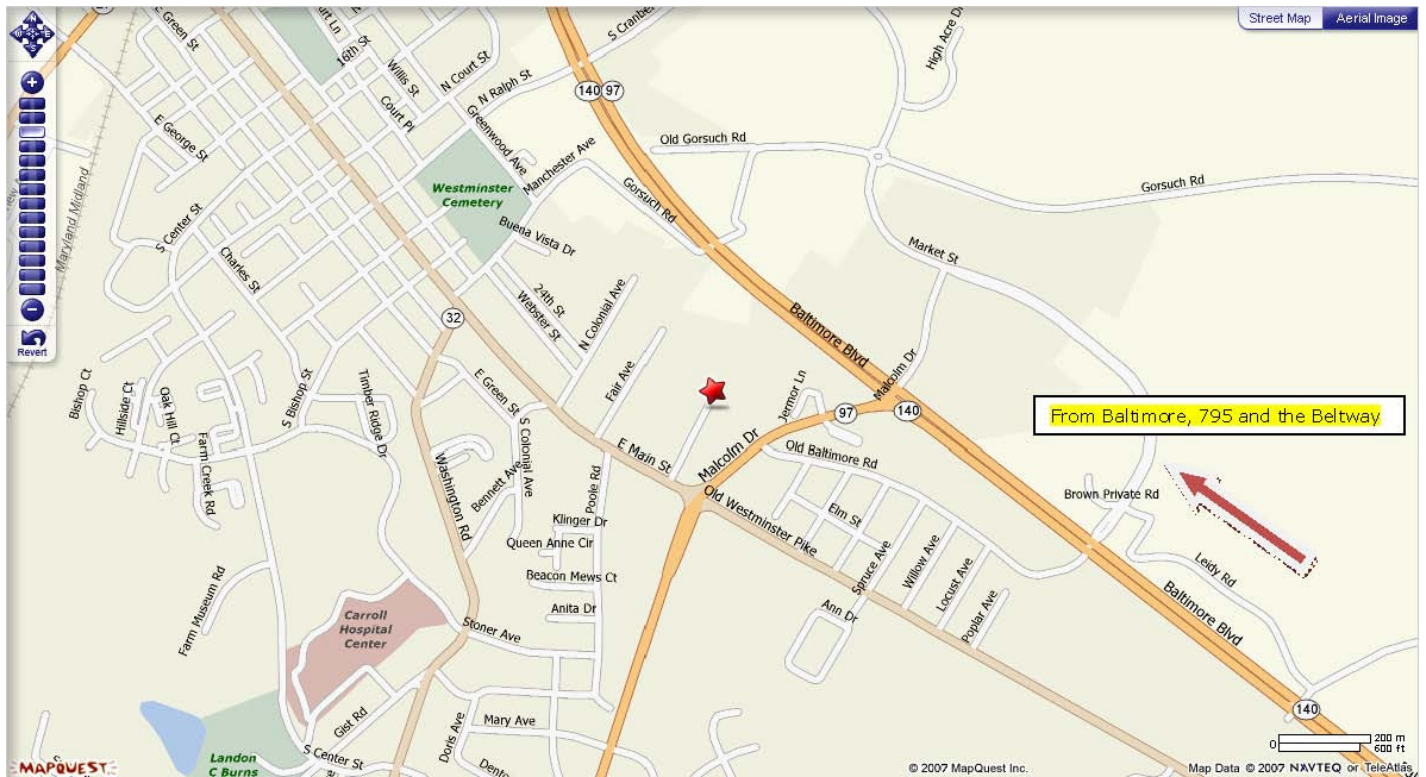 Street Map
Aerial Image
Revert
E Green St
16th St
Willis St
Court Pl
N Court St
N Ralph St
S Cranber
140
97
High Acre Dr
E George St
Greenwood Ave
Manchester Ave
Old Gorsuch Rd
Gorsuch Rd
Gorsuch Rd
Westminster
Cemetery
Maryland Midland
S Center St
Charles St
Buena Vista Dr
24th St
Webster St
N Colonial Ave
Market St
32
Baltimore Blvd
Malcolm Dr
Fair Ave
Jermor Ln
97
140
From Baltimore, 795 and the Beltway
Bishop Ct
Hillside Ct
Oak Hill Ct
S Bishop St
Timber Ridge Dr
E Green St
S Colonial Ave
E Main St
Malcolm Dr
Old Baltimore Rd
Farm Creek Rd
Washington Rd
Bennett Ave
Poole Rd
Old Westminster Pike
Elm St
Brown Private Rd
Klinger Dr
Queen Anne Cir
Beacon Mews Ct
Anita Dr
Spruce Ave
Willow Ave
Locust Ave
Poplar Ave
Leidy Rd
Ann Dr
Baltimore Blvd
Farm Museum Rd
Carroll
Hospital
Center
Stoner Ave
140
Gist Rd
Doris Ave
Mary Ave
S Center St
Landon
C Burns
0
200 m
600 ft
MAPQUEST
© 2007 MapQuest Inc.
Map Data © 2007 NAVTEQ or TeleAtlas